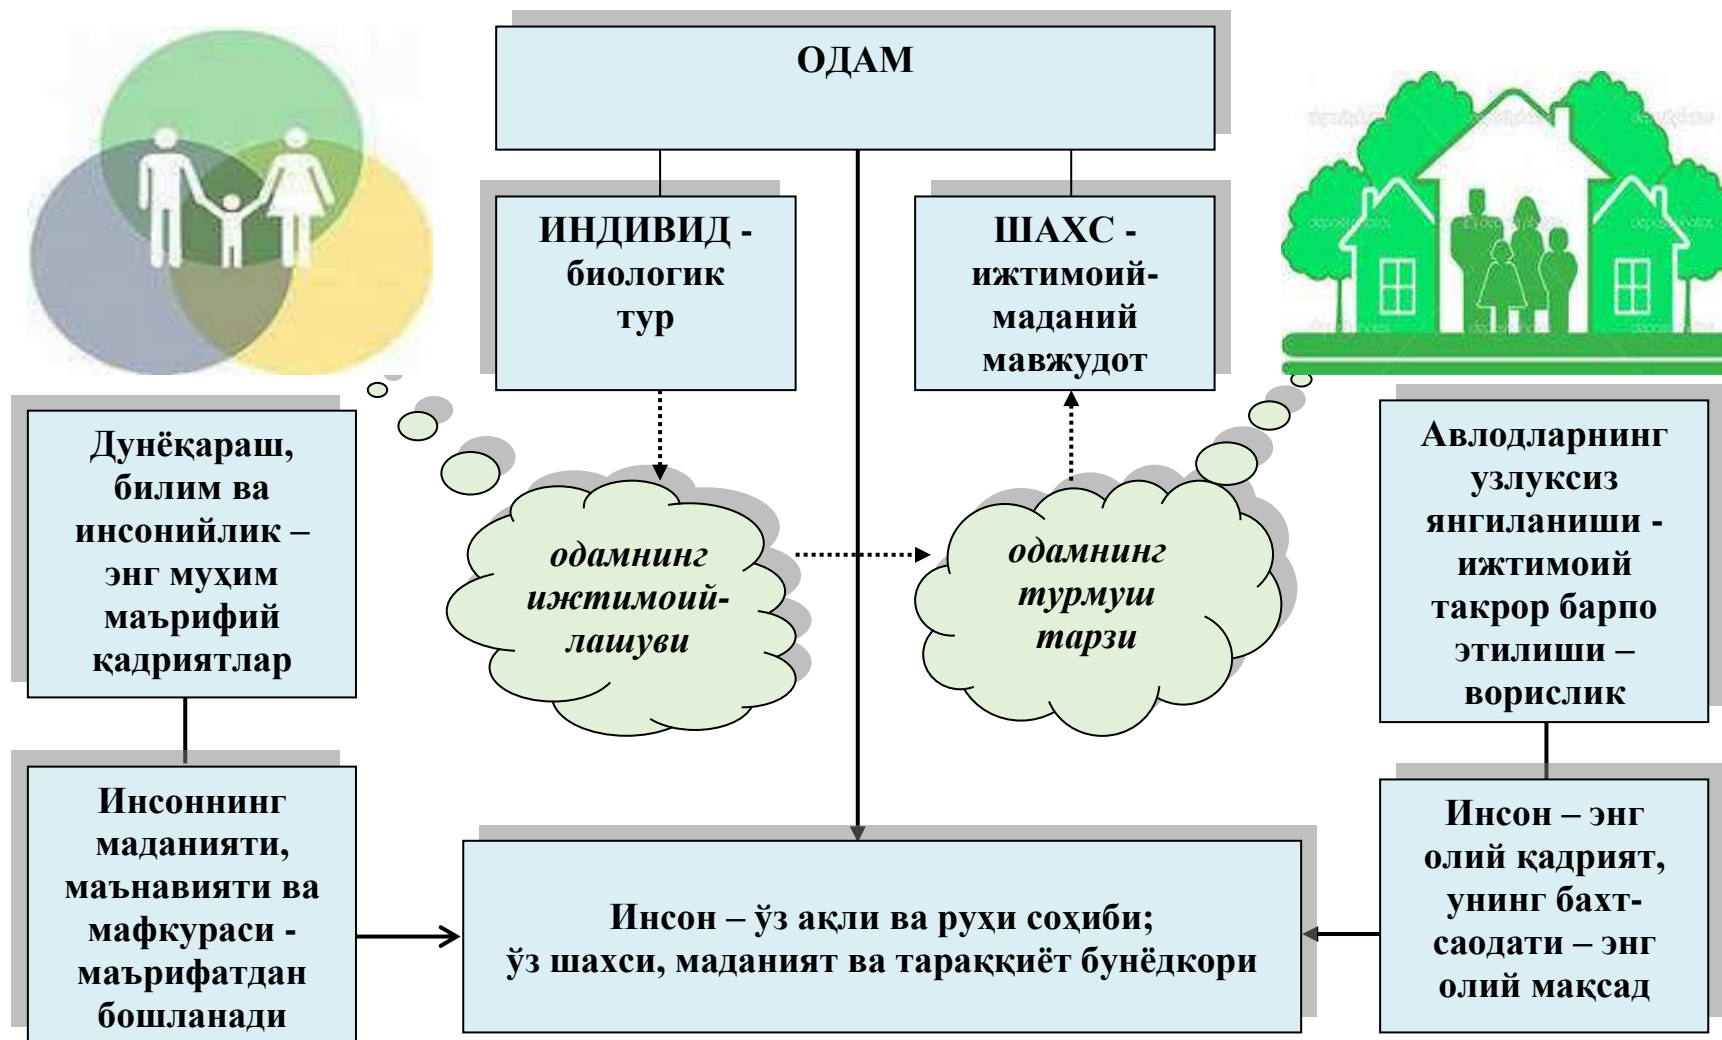 ОДАМ
ИНДИВИД -
биологик
тур
ШАХС -
ижтимоий-
маданий
мавжудот
Дунёқараш,
билим ва
инсонийлик –
энг муҳим
маърифий
қадриятлар
одамнинг
ижтимоий-
лашуви
одамнинг
турмуш
тарзи
Авлодларнинг
узлуксиз
янгиланиши -
ижтимоий
такрор барпо
этилиши –
ворислик
Инсоннинг
маданияти,
маънавияти ва
мафкураси -
маърифатдан
бошланади
Инсон – ўз ақли ва руҳи соҳиби;
ўз шахси, маданият ва тараққиёт бунёдкори
Инсон – энг
олий қадрият,
унинг бахт-
саодати – энг
олий мақсад